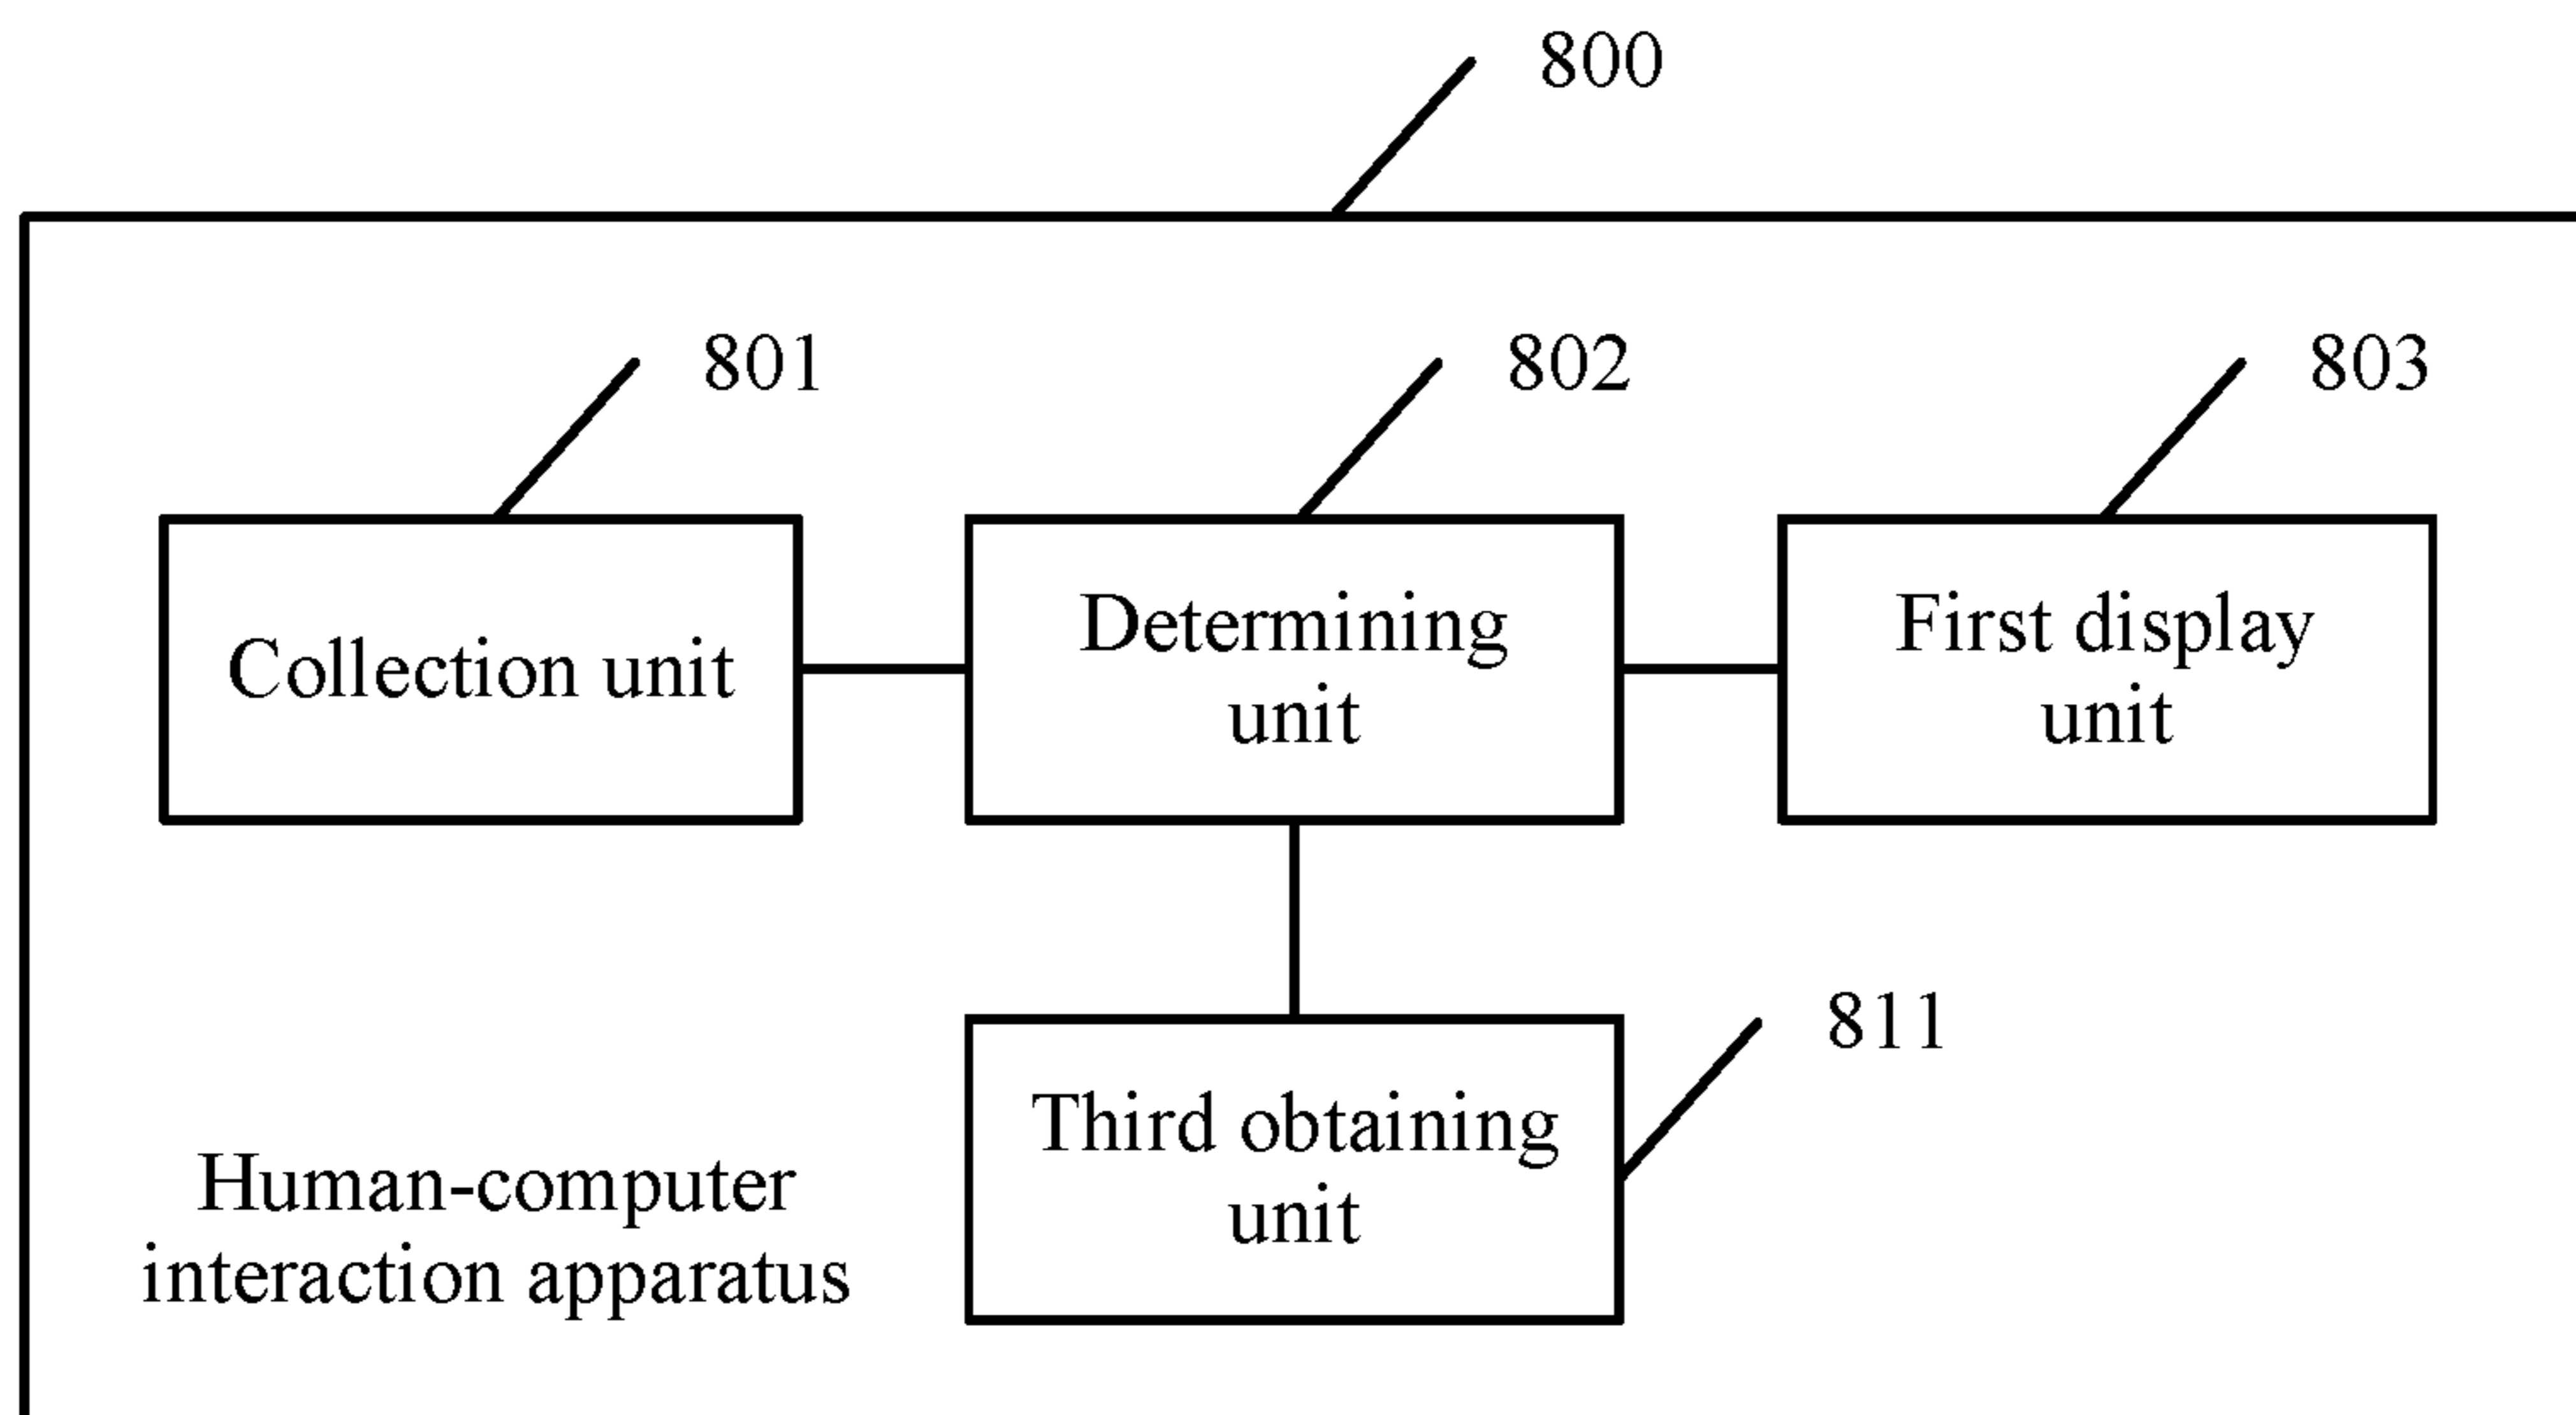 800
801
802
803
Collection unit
Determining
unit
First display
unit
811
Third obtaining
unit
Human-computer
interaction apparatus